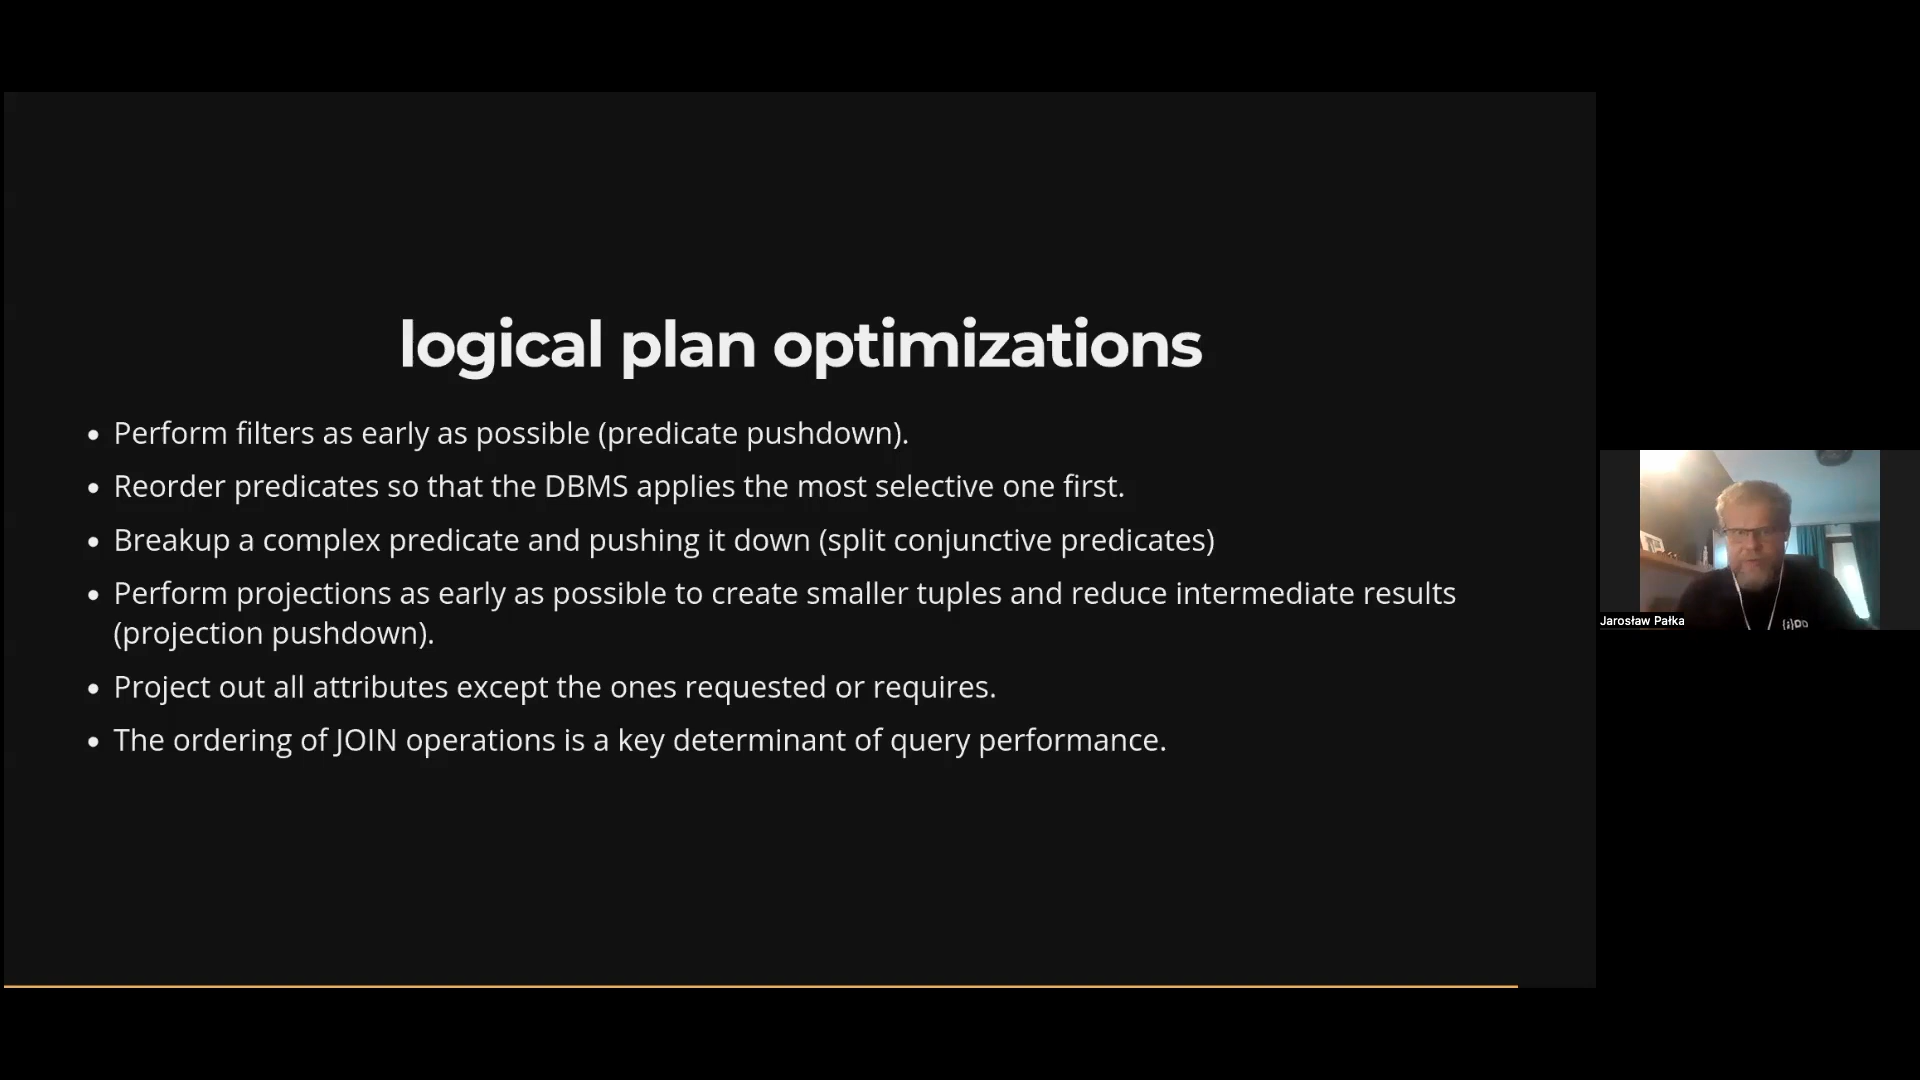 logical plan optimizations
• Perform filters as early as possible (predicate pushdown).
• Reorder predicates so that the DBMS applies the most selective one first.
• Breakup a complex predicate and pushing it down (split conjunctive predicates)
• Perform projections as early as possible to create smaller tuples and reduce intermediate results
(projection pushdown).
• Project out all attributes except the ones requested or requires.
• The ordering of JOIN operations is a key determinant of query performance.
Jarosław Pałka